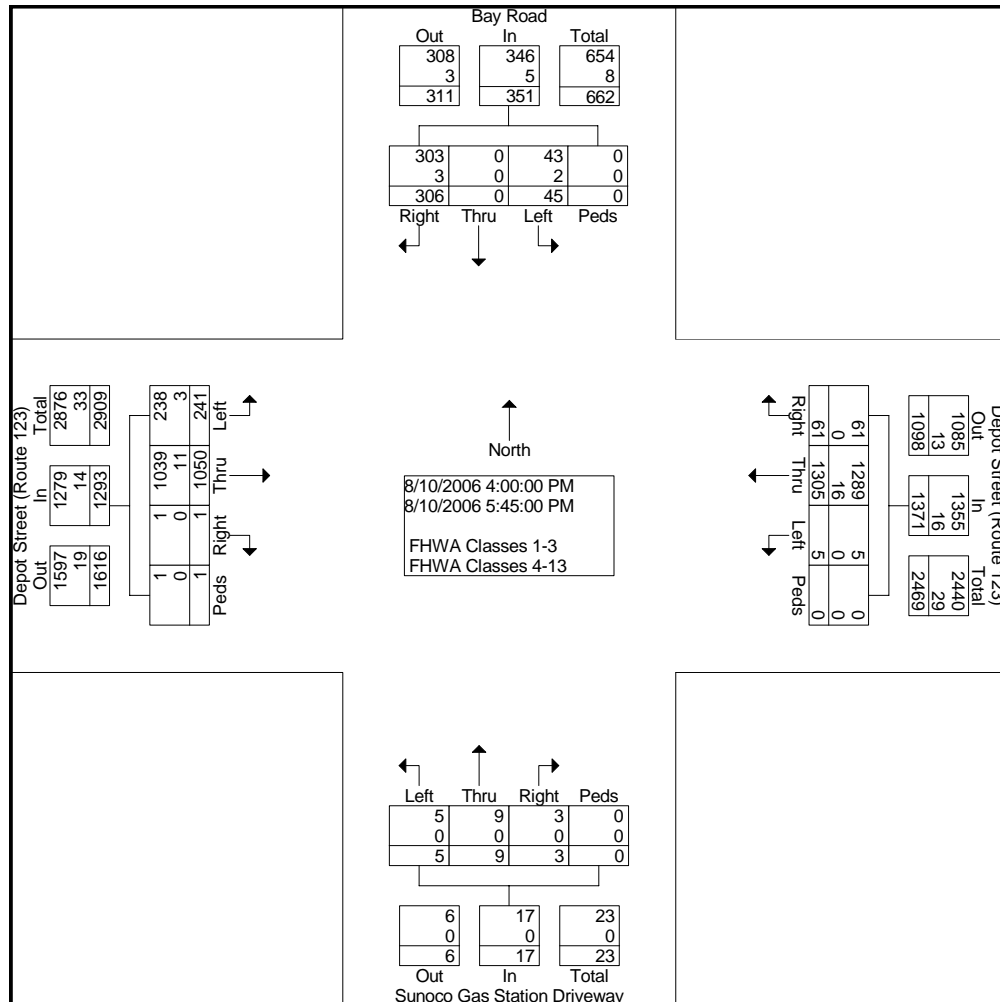 Bay Road
Out In Total
308 346 654
3 5 8
311 351 662
303 0 43 0
3 0 2 0
306 0 45 0
Right Thru Left Peds
Depot Street (Route 123)
Total In Out
2876 1279 1597
33 14 19
2909 1293 1616
238 1039 1 1
3 11 0 0
241 1050 1 1
Left Thru Right Peds
North
8/10/2006 4:00:00 PM
8/10/2006 5:45:00 PM
FHWA Classes 1-3
FHWA Classes 4-13
Right Thru Left Peds
61 1305 5 0
0 16 0 0
61 1289 5 0
1098 1371 2469
13 16 29
1085 1355 2440
Out In Total
Depot Street (Route 123)
Left Thru Right Peds
5 9 3 0
0 0 0 0
5 9 3 0
6 17 23
0 0 0
6 17 23
Out In Total
Sunoco Gas Station Driveway